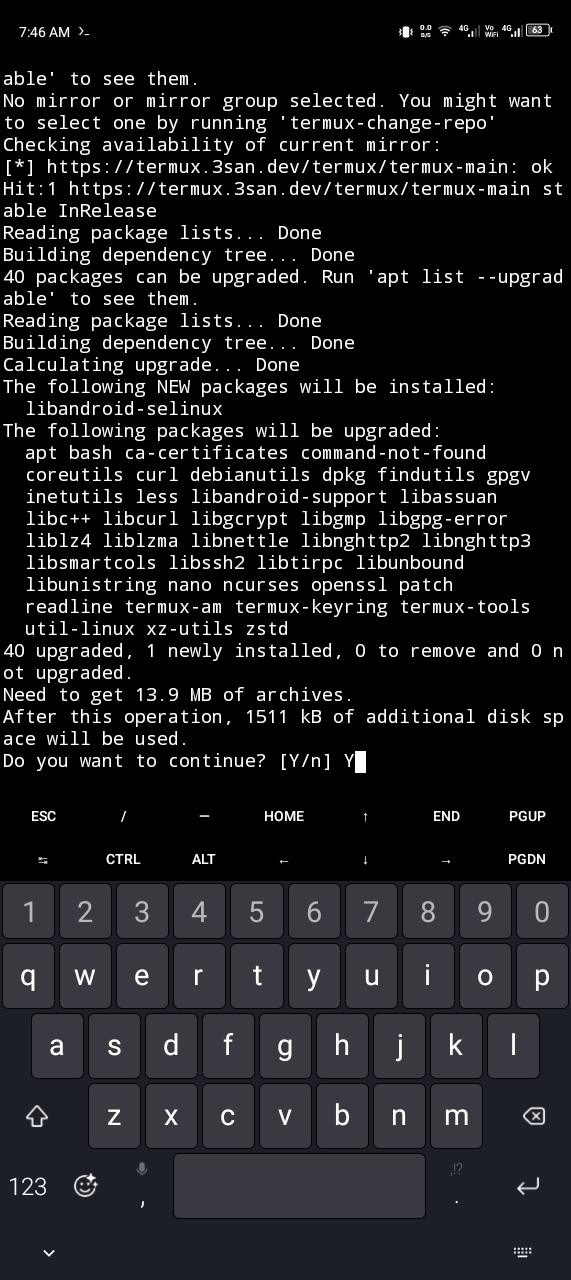 7:46 AM
0.0 B/S 4G Vo WiFi 4G 63
able' to see them.
No mirror or mirror group selected. You might want
to select one by running 'termux-change-repo'
Checking availability of current mirror:
[*] https://termux.3san.dev/termux/termux-main: ok
Hit:1 https://termux.3san.dev/termux/termux-main st
able InRelease
Reading package lists... Done
Building dependency tree... Done
40 packages can be upgraded. Run 'apt list --upgrad
able' to see them.
Reading package lists... Done
Building dependency tree... Done
Calculating upgrade... Done
The following NEW packages will be installed:
libandroid-selinux
The following packages will be upgraded:
apt bash ca-certificates command-not-found
coreutils curl debianutils dpkg findutils gpgv
inetutils less libandroid-support libassuan
libc++ libcurl libgcrypt libgmp libgpg-error
liblz4 liblzma libnettle libnghttp2 libnghttp3
libsmartcols libssh2 libtirpc libunbound
libunistring nano ncurses openssl patch
readline termux-am termux-keyring termux-tools
util-linux xz-utils zstd
40 upgraded, 1 newly installed, 0 to remove and 0 n
ot upgraded.
Need to get 13.9 MB of archives.
After this operation, 1511 kB of additional disk sp
ace will be used.
Do you want to continue? [Y/n] Y
ESC / — HOME ↑ END PGUP
↹ CTRL ALT ← ↓ → PGDN
1 2 3 4 5 6 7 8 9 0
q w e r t y u i o p
a s d f g h j k l
z x c v b n m
123 , ,!? .